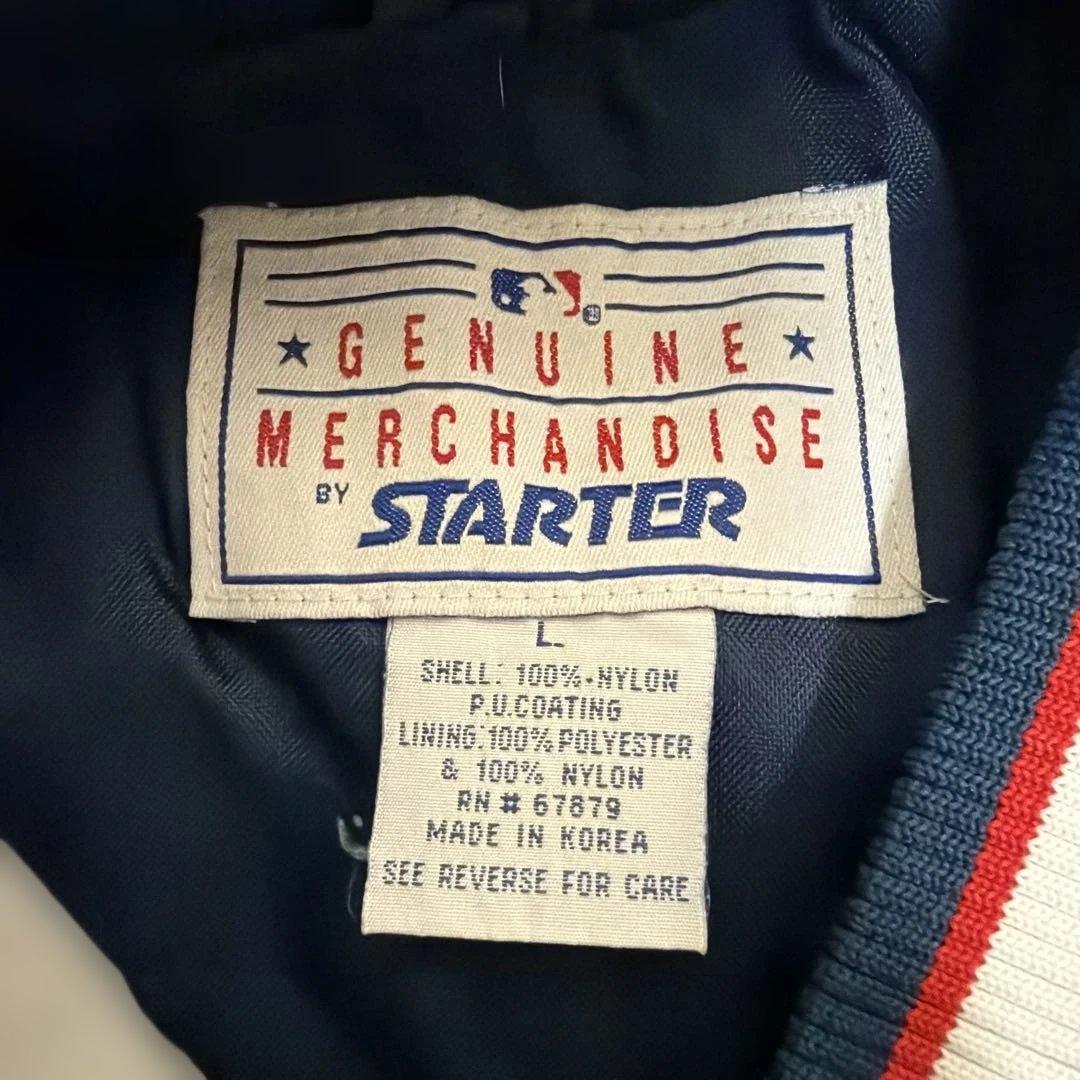 GENUINE
MERCHANDISE
BY STARTER
L.
SHELL: 100% NYLON
P.U.COATING
LINING:100% POLYESTER
& 100% NYLON
RN # 67879
MADE IN KOREA
SEE REVERSE FOR CARE